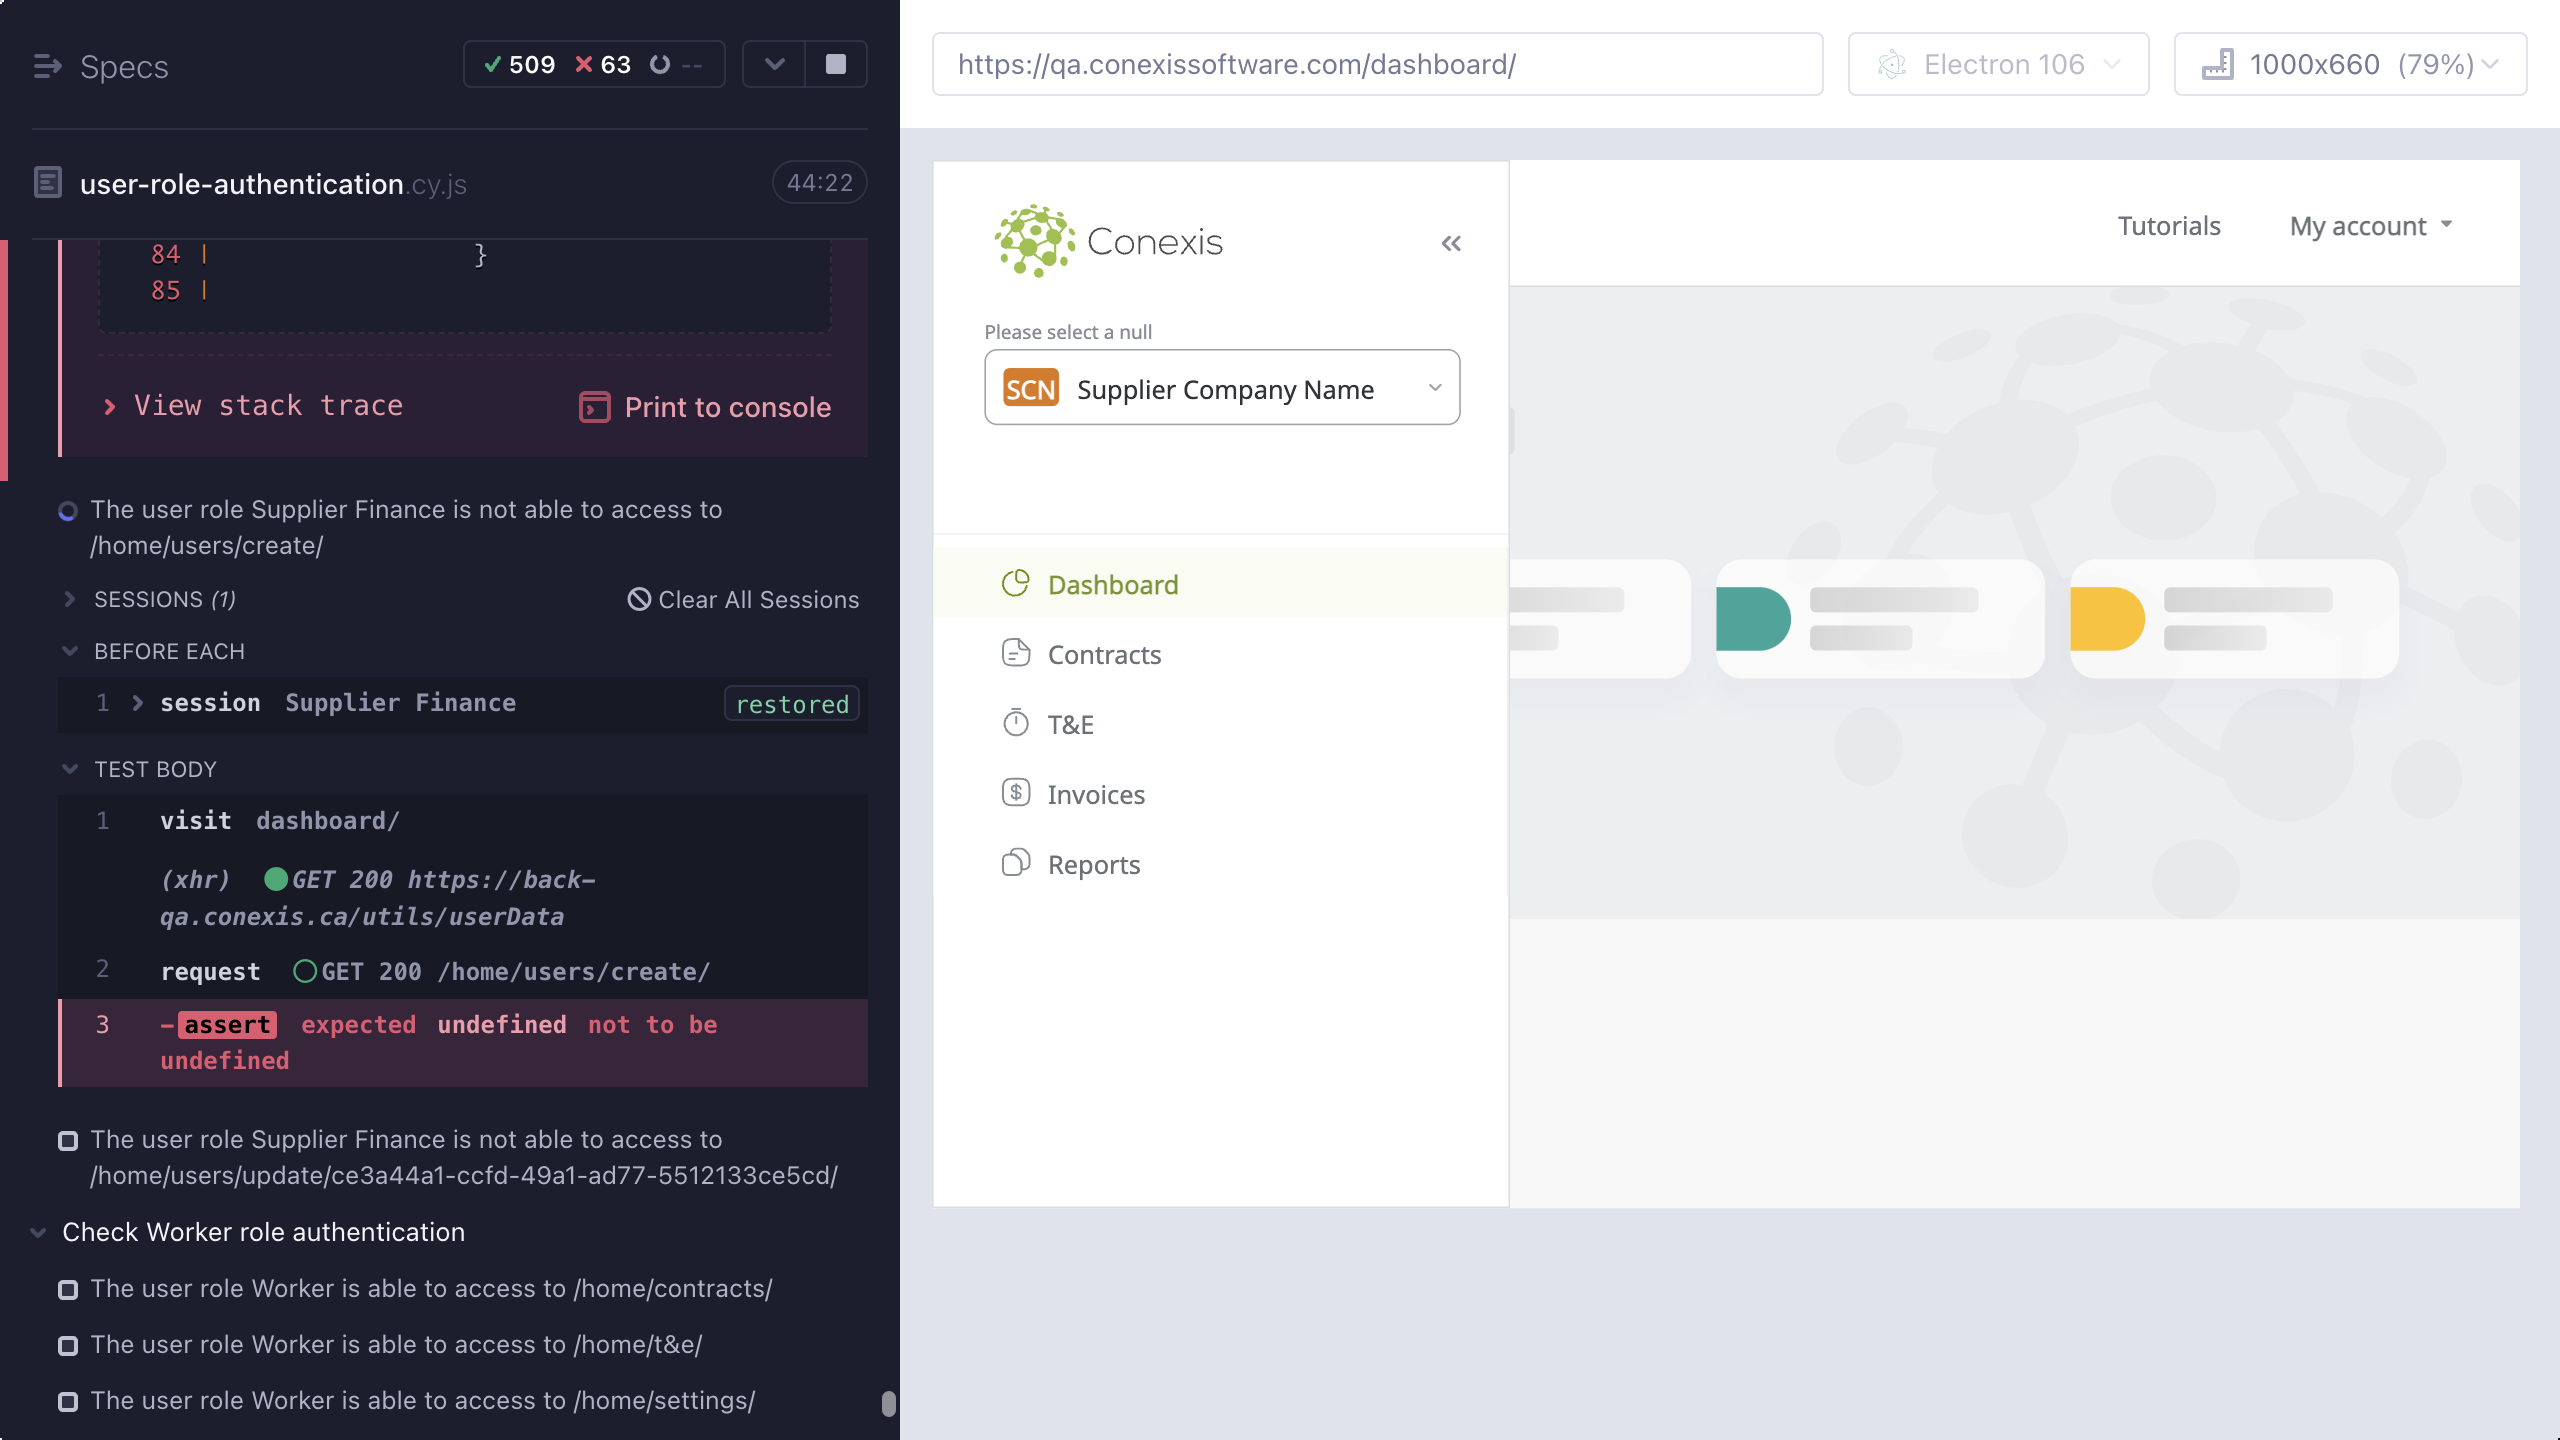 Specs
509 63 --
user-role-authentication.cy.js
44:22
84 | }
85 |
View stack trace
Print to console
The user role Supplier Finance is not able to access to
/home/users/create/
SESSIONS (1)
Clear All Sessions
BEFORE EACH
1 session Supplier Finance restored
TEST BODY
1 visit dashboard/
(xhr) GET 200 https://back-
qa.conexis.ca/utils/userData
2 request GET 200 /home/users/create/
3 -assert expected undefined not to be
undefined
The user role Supplier Finance is not able to access to
/home/users/update/ce3a44a1-ccfd-49a1-ad77-5512133ce5cd/
Check Worker role authentication
The user role Worker is able to access to /home/contracts/
The user role Worker is able to access to /home/t&e/
The user role Worker is able to access to /home/settings/
https://qa.conexissoftware.com/dashboard/
Electron 106
1000x660 (79%)
Conexis
Tutorials
My account
Please select a null
SCN Supplier Company Name
Dashboard
Contracts
T&E
Invoices
Reports